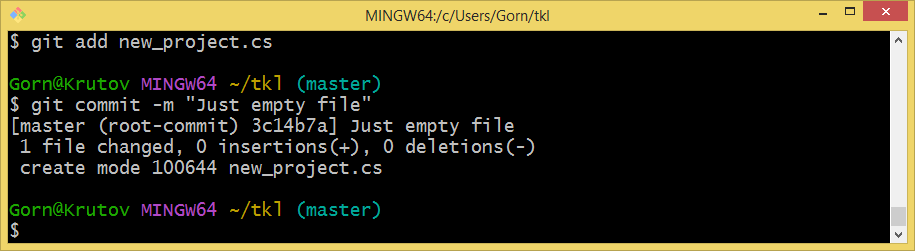 MINGW64:/c/Users/Gorn/tkl
$ git add new_project.cs
Gorn@Krutov MINGW64 ~/tkl (master)
$ git commit -m "Just empty file"
[master (root-commit) 3c14b7a] Just empty file
 1 file changed, 0 insertions(+), 0 deletions(-)
 create mode 100644 new_project.cs
Gorn@Krutov MINGW64 ~/tkl (master)
$